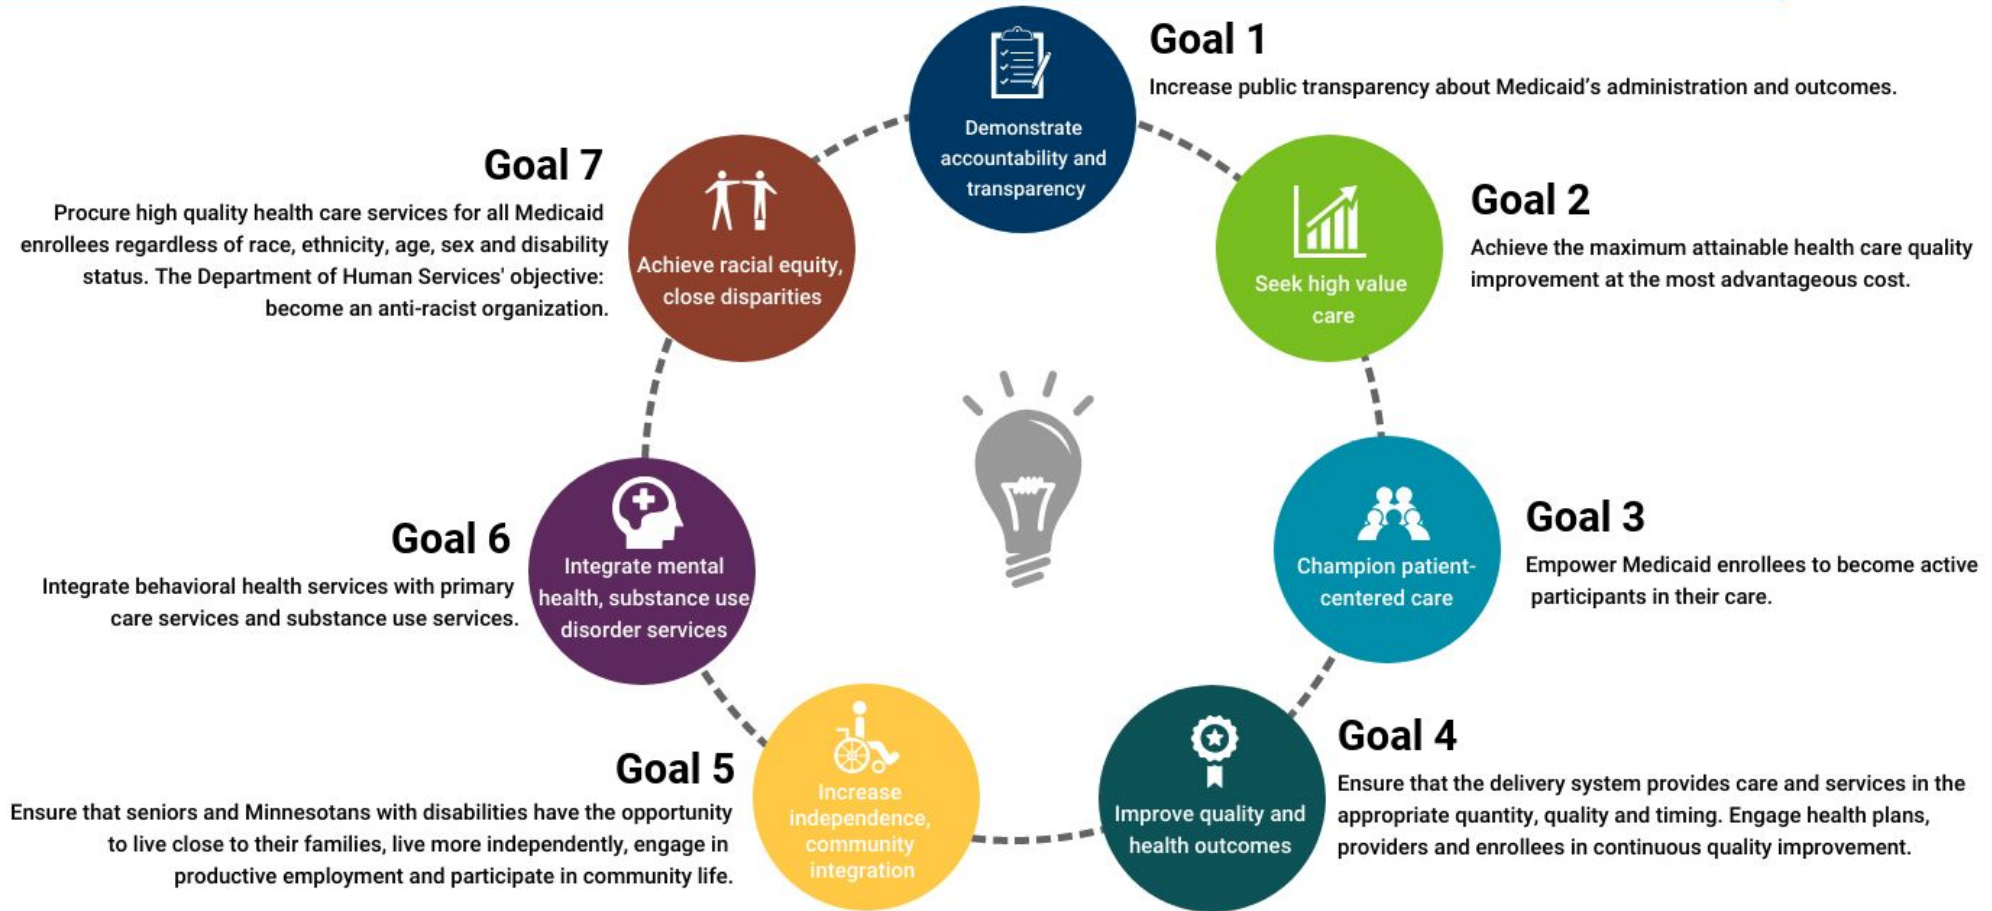 Demonstrate
accountability and
transparency
Goal 1
Increase public transparency about Medicaid's administration and outcomes.
Seek high value
care
Goal 2
Achieve the maximum attainable health care quality
improvement at the most advantageous cost.
Champion patient-
centered care
Goal 3
Empower Medicaid enrollees to become active
participants in their care.
Improve quality and
health outcomes
Goal 4
Ensure that the delivery system provides care and services in the
appropriate quantity, quality and timing. Engage health plans,
providers and enrollees in continuous quality improvement.
Increase
independence,
community
integration
Goal 5
Ensure that seniors and Minnesotans with disabilities have the opportunity
to live close to their families, live more independently, engage in
productive employment and participate in community life.
Integrate mental
health, substance use
disorder services
Goal 6
Integrate behavioral health services with primary
care services and substance use services.
Achieve racial equity,
close disparities
Goal 7
Procure high quality health care services for all Medicaid
enrollees regardless of race, ethnicity, age, sex and disability
status. The Department of Human Services' objective:
become an anti-racist organization.